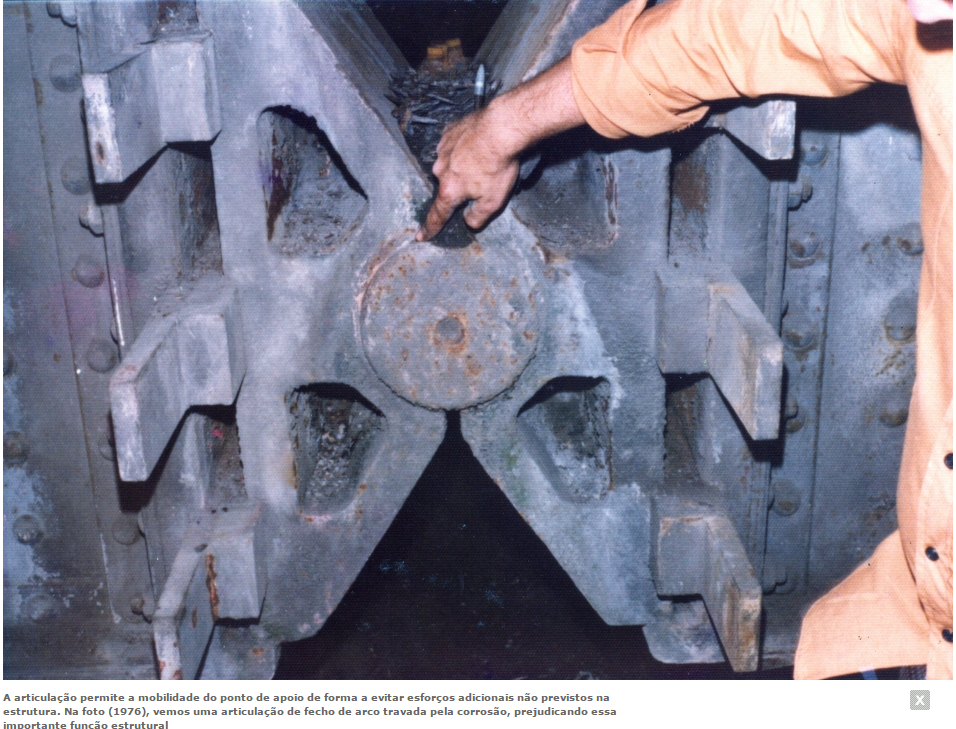 A articulação permite a mobilidade do ponto de apoio de forma a evitar esforços adicionais não previstos na
estrutura. Na foto (1976), vemos uma articulação de fecho de arco travada pela corrosão, prejudicando essa
importante função estrutural
X